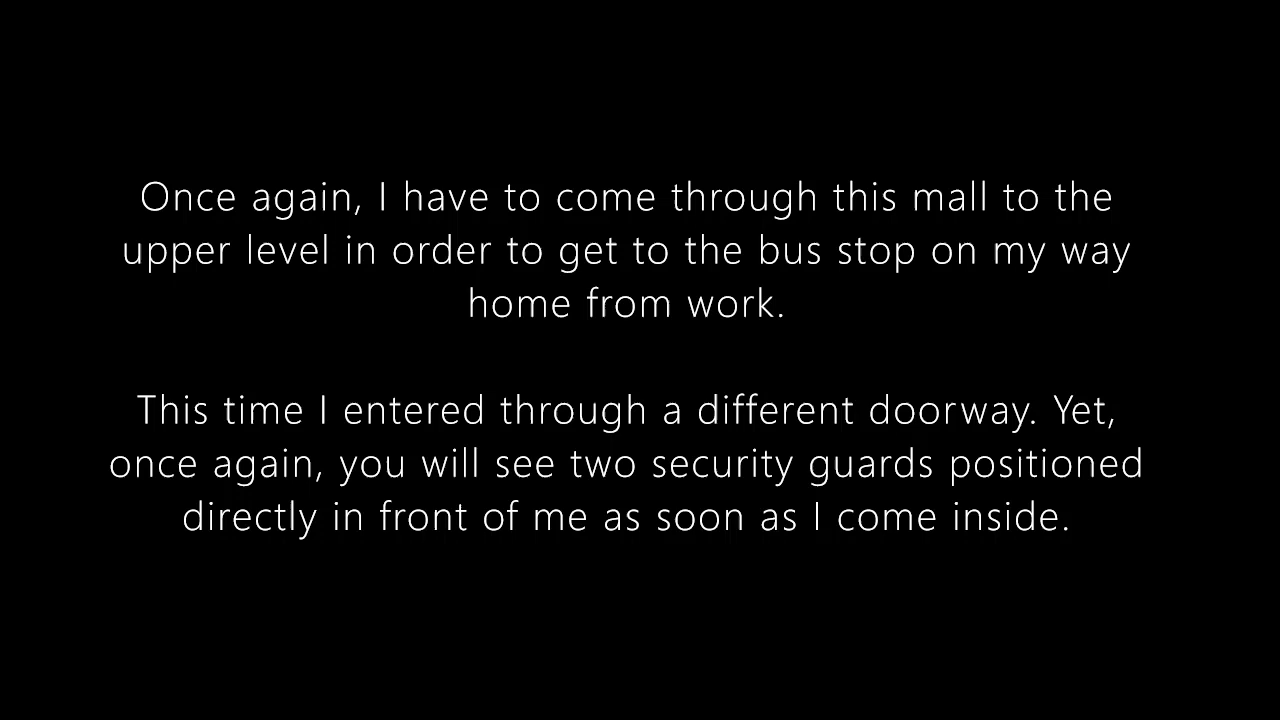 Once again, I have to come through this mall to the
upper level in order to get to the bus stop on my way
home from work.
This time I entered through a different doorway. Yet,
once again, you will see two security guards positioned
directly in front of me as soon as I come inside.